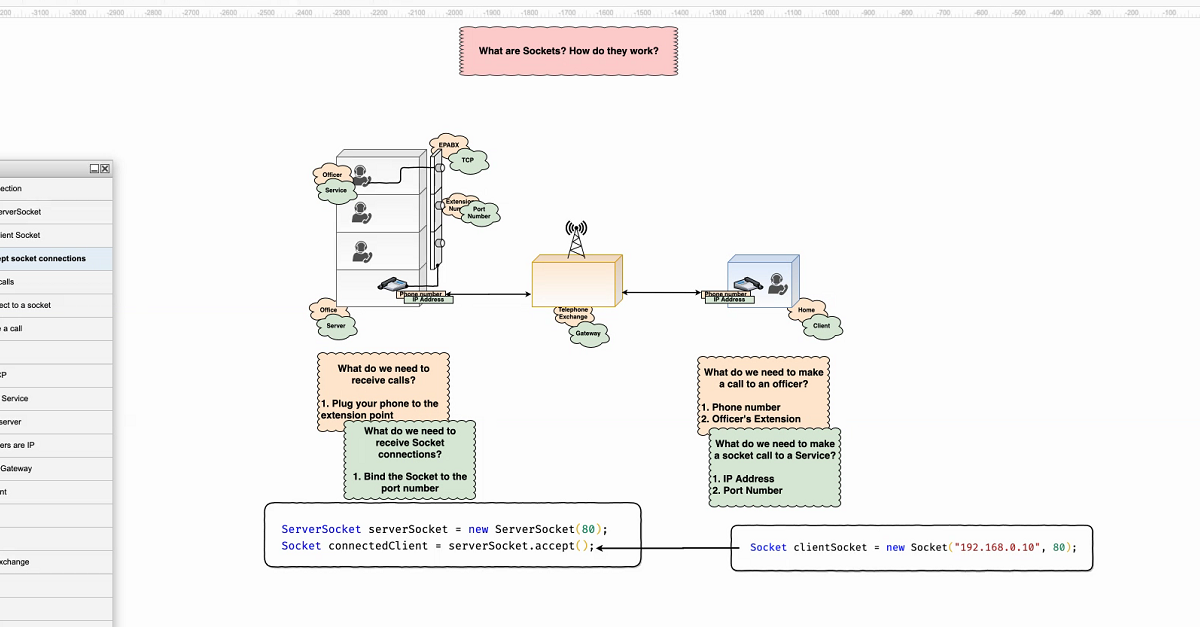 -3100 -3000 -2900 -2800 -2700 -2600 -2500 -2400 -2300 -2200 -2100 -2000 -1900 -1800 -1700 -1600 -1500 -1400 -1300 -1200 -1100 -1000 -900 -800 -700 -600 -500 -400 -300 -200 -100
What are Sockets? How do they work?
EPABX
TCP
Officer
Service
Extension
Num
Port
Number
Phone number
IP Address
Office
Server
Telephone
Exchange
Gateway
Phone number
IP Address
Home
Client
ection
erverSocket
ient Socket
ept socket connections
calls
ect to a socket
e a call
CP
Service
server
ers are IP
Gateway
nt
xchange
What do we need to
receive calls?
1. Plug your phone to the
extension point
What do we need to
receive Socket
connections?
1. Bind the Socket to the
port number
What do we need to make
a call to an officer?
1. Phone number
2. Officer's Extension
What do we need to make
a socket call to a Service?
1. IP Address
2. Port Number
ServerSocket serverSocket = new ServerSocket(80);
Socket connectedClient = serverSocket.accept();
Socket clientSocket = new Socket("192.168.0.10", 80);